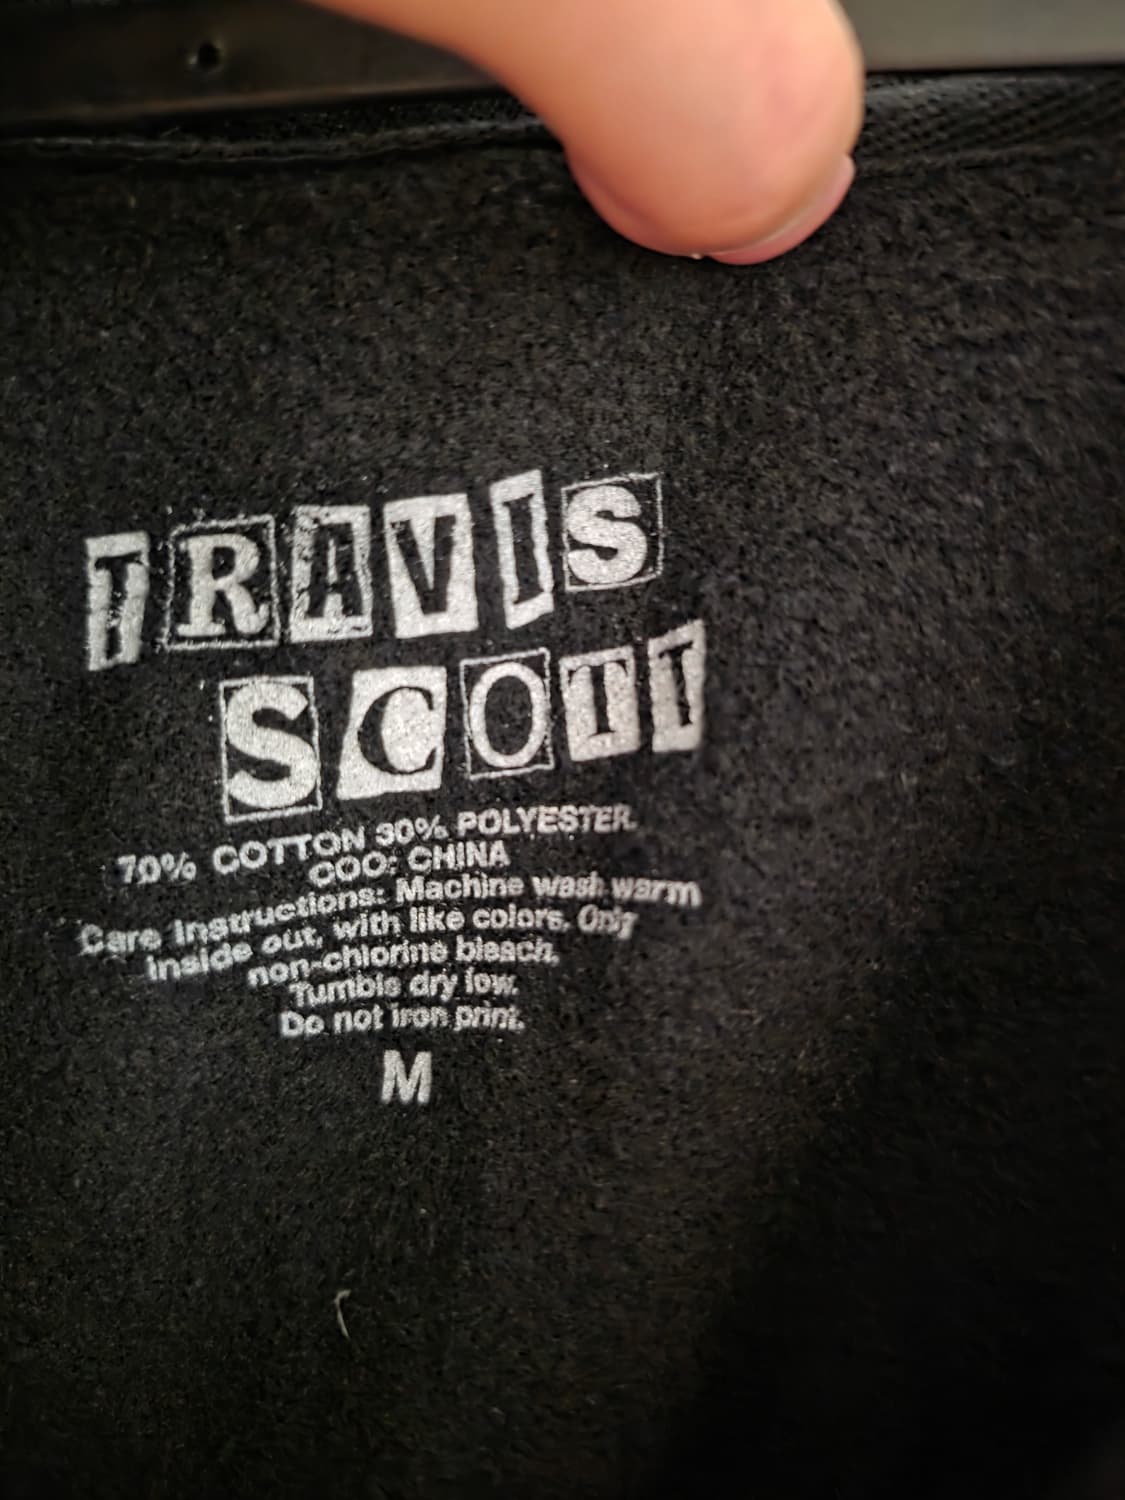 TRAVIS
SCOTT
70% COTTON 30% POLYESTER
COO: CHINA
Care Instructions: Machine wash warm
inside out, with like colors. Only
non-chlorine bleach.
Tumble dry low.
Do not iron print.
M